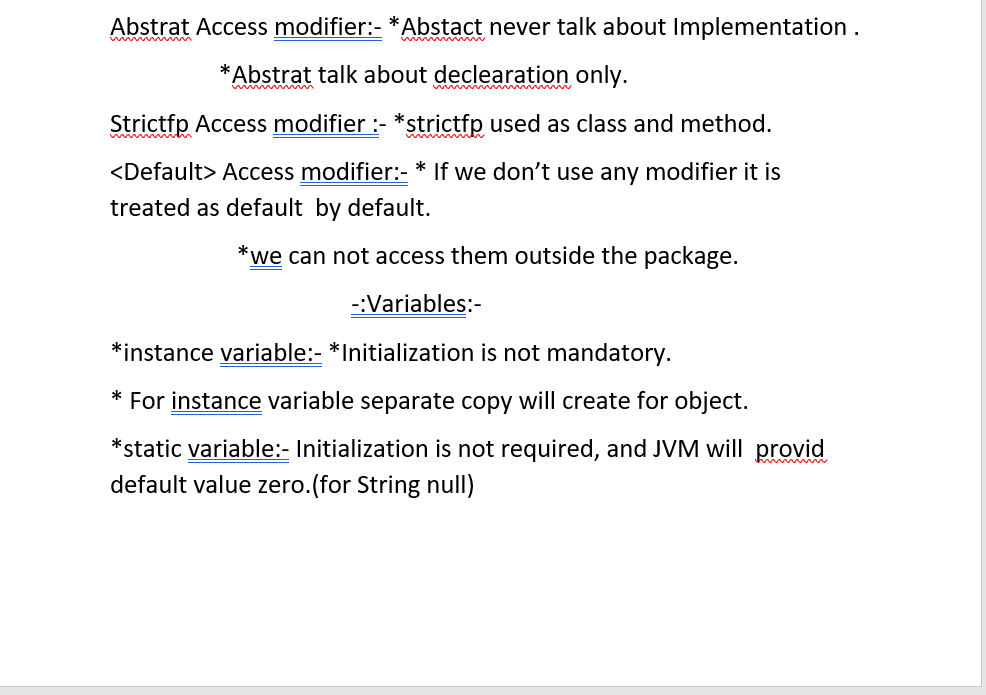 Abstrat Access modifier:- *Abstact never talk about Implementation .
*Abstrat talk about declearation only.
Strictfp Access modifier :- *strictfp used as class and method.
<Default> Access modifier:- * If we don’t use any modifier it is
treated as default  by default.
*we can not access them outside the package.
-:Variables:-
*instance variable:- *Initialization is not mandatory.
* For instance variable separate copy will create for object.
*static variable:- Initialization is not required, and JVM will  provid
default value zero.(for String null)